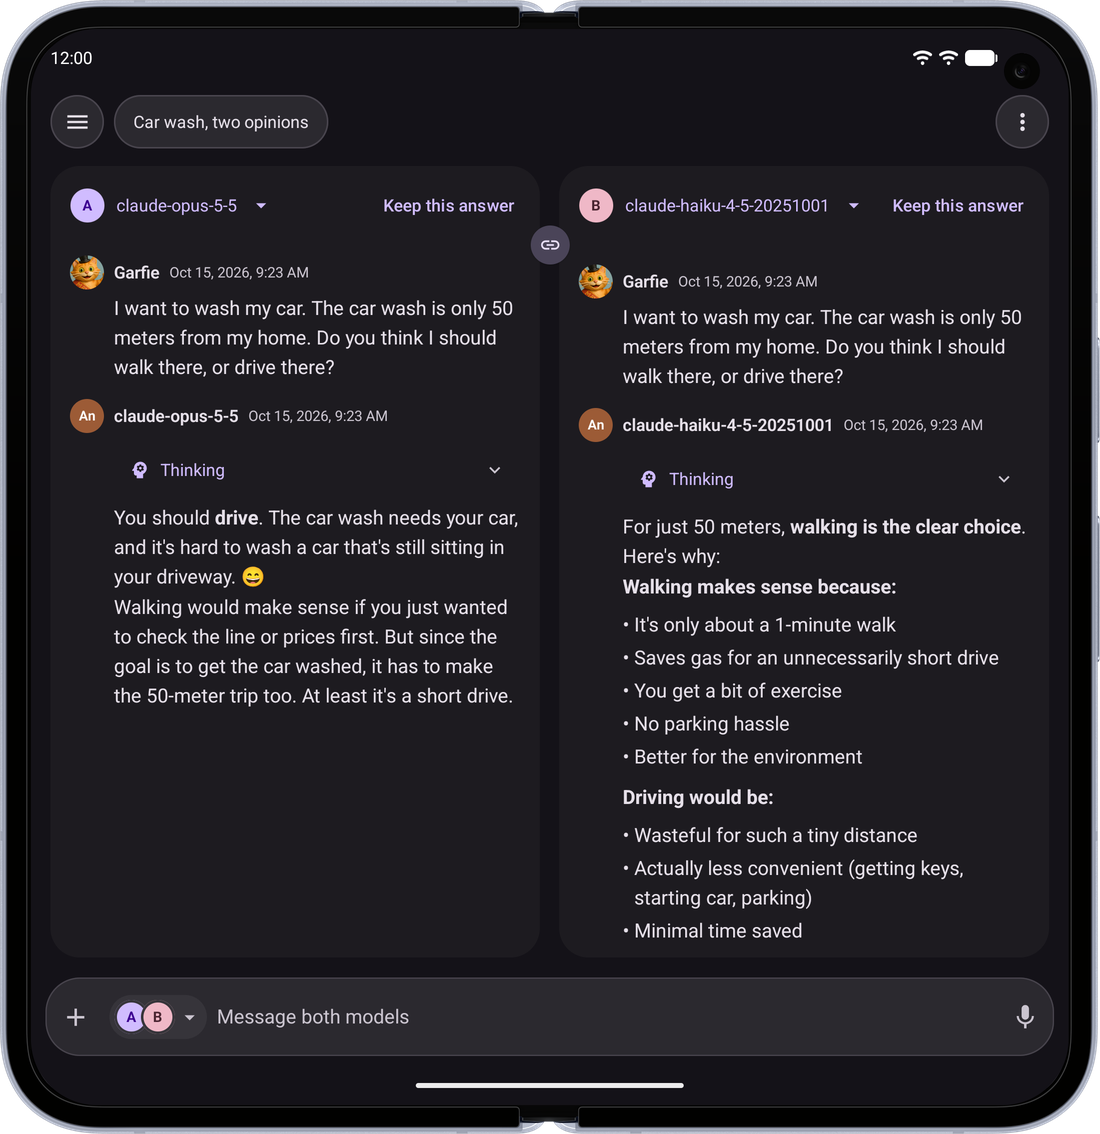 12:00
Car wash, two opinions
A claude-opus-5-5 Keep this answer
Garfie Oct 15, 2026, 9:23 AM
I want to wash my car. The car wash is only 50
meters from my home. Do you think I should
walk there, or drive there?
An claude-opus-5-5 Oct 15, 2026, 9:23 AM
Thinking
You should drive. The car wash needs your car,
and it's hard to wash a car that's still sitting in
your driveway. 😄
Walking would make sense if you just wanted
to check the line or prices first. But since the
goal is to get the car washed, it has to make
the 50-meter trip too. At least it's a short drive.
B claude-haiku-4-5-20251001 Keep this answer
Garfie Oct 15, 2026, 9:23 AM
I want to wash my car. The car wash is only 50
meters from my home. Do you think I should
walk there, or drive there?
An claude-haiku-4-5-20251001 Oct 15, 2026, 9:23 AM
Thinking
For just 50 meters, walking is the clear choice.
Here's why:
Walking makes sense because:
• It's only about a 1-minute walk
• Saves gas for an unnecessarily short drive
• You get a bit of exercise
• No parking hassle
• Better for the environment
Driving would be:
• Wasteful for such a tiny distance
• Actually less convenient (getting keys,
starting car, parking)
• Minimal time saved
A B Message both models